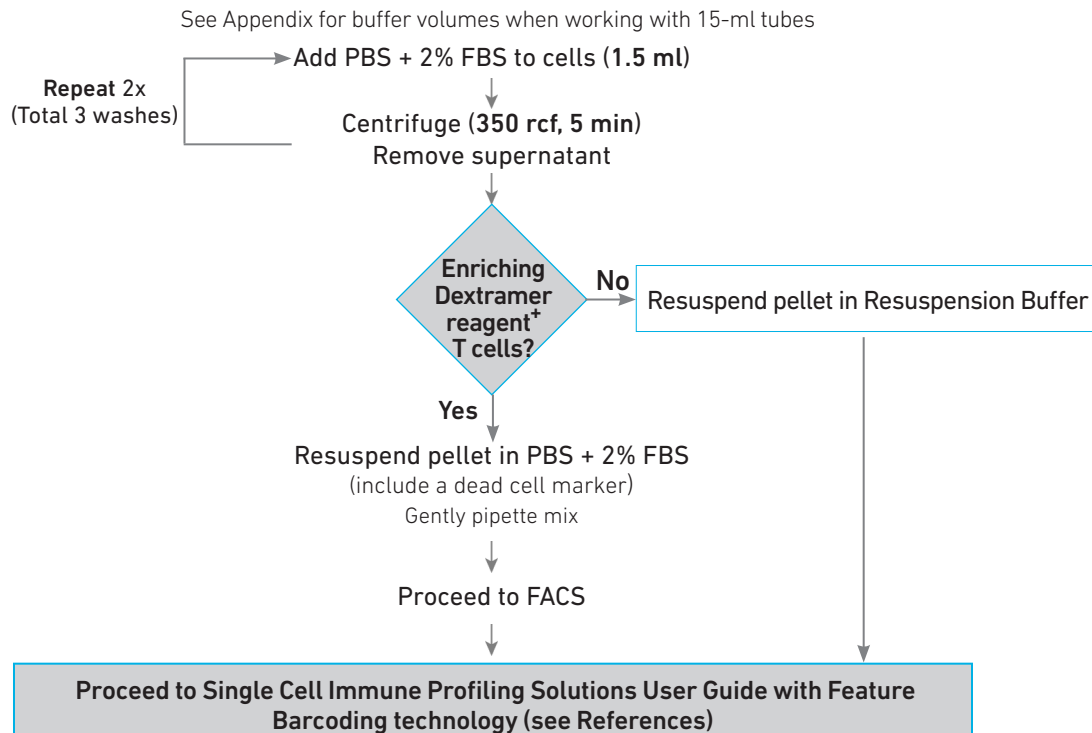 See Appendix for buffer volumes when working with 15-ml tubes
Add PBS + 2% FBS to cells (1.5 ml)
Repeat 2x
(Total 3 washes)
Centrifuge (350 rcf, 5 min)
Remove supernatant
Enriching
Dextramer
reagent+
T cells?
No
Resuspend pellet in Resuspension Buffer
Yes
Resuspend pellet in PBS + 2% FBS
(include a dead cell marker)
Gently pipette mix
Proceed to FACS
Proceed to Single Cell Immune Profiling Solutions User Guide with Feature
Barcoding technology (see References)